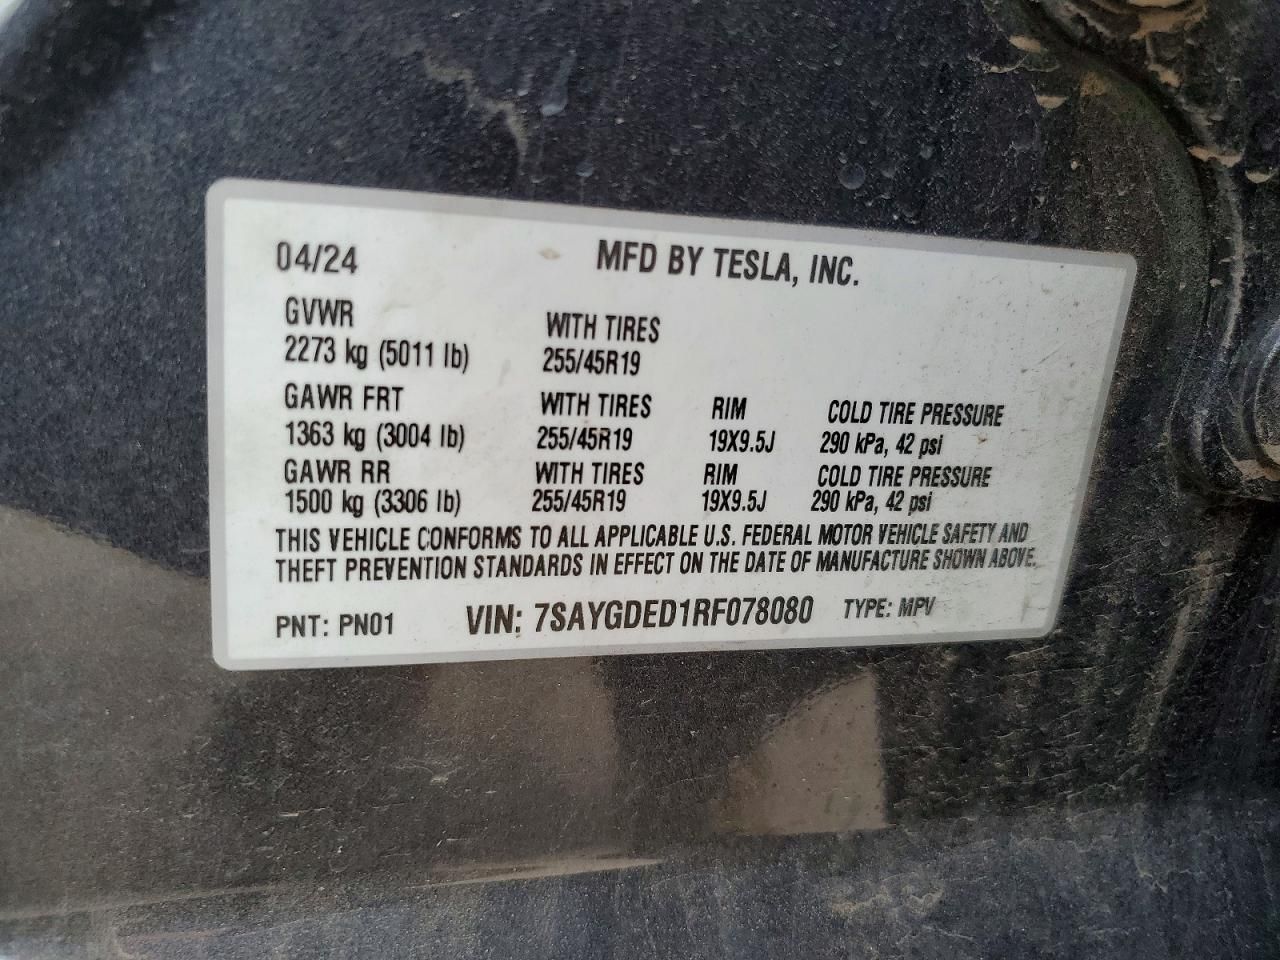 04/24 MFD BY TESLA, INC.
GVWR WITH TIRES
2273 kg (5011 lb) 255/45R19
GAWR FRT WITH TIRES RIM COLD TIRE PRESSURE
1363 kg (3004 lb) 255/45R19 19X9.5J 290 kPa, 42 psi
GAWR RR WITH TIRES RIM COLD TIRE PRESSURE
1500 kg (3306 lb) 255/45R19 19X9.5J 290 kPa, 42 psi
THIS VEHICLE CONFORMS TO ALL APPLICABLE U.S. FEDERAL MOTOR VEHICLE SAFETY AND
THEFT PREVENTION STANDARDS IN EFFECT ON THE DATE OF MANUFACTURE SHOWN ABOVE.
PNT: PN01 VIN: 7SAYGDED1RF078080 TYPE: MPV